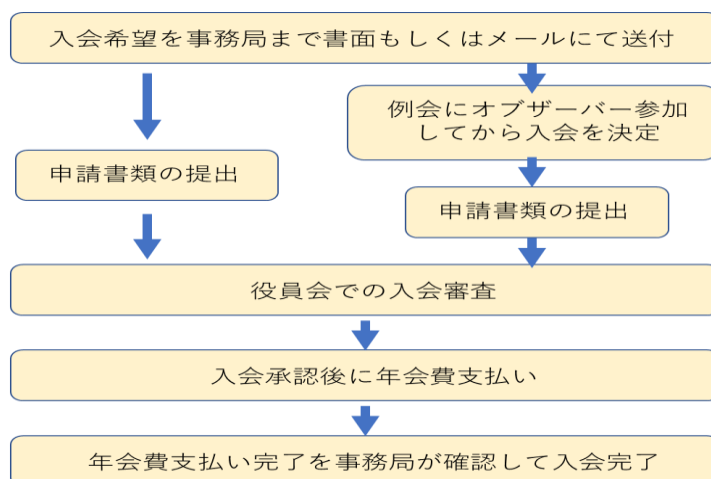 入会希望を事務局まで書面もしくはメールにて送付
例会にオブザーバー参加
してから入会を決定
申請書類の提出
申請書類の提出
役員会での入会審査
入会承認後に年会費支払い
年会費支払い完了を事務局が確認して入会完了